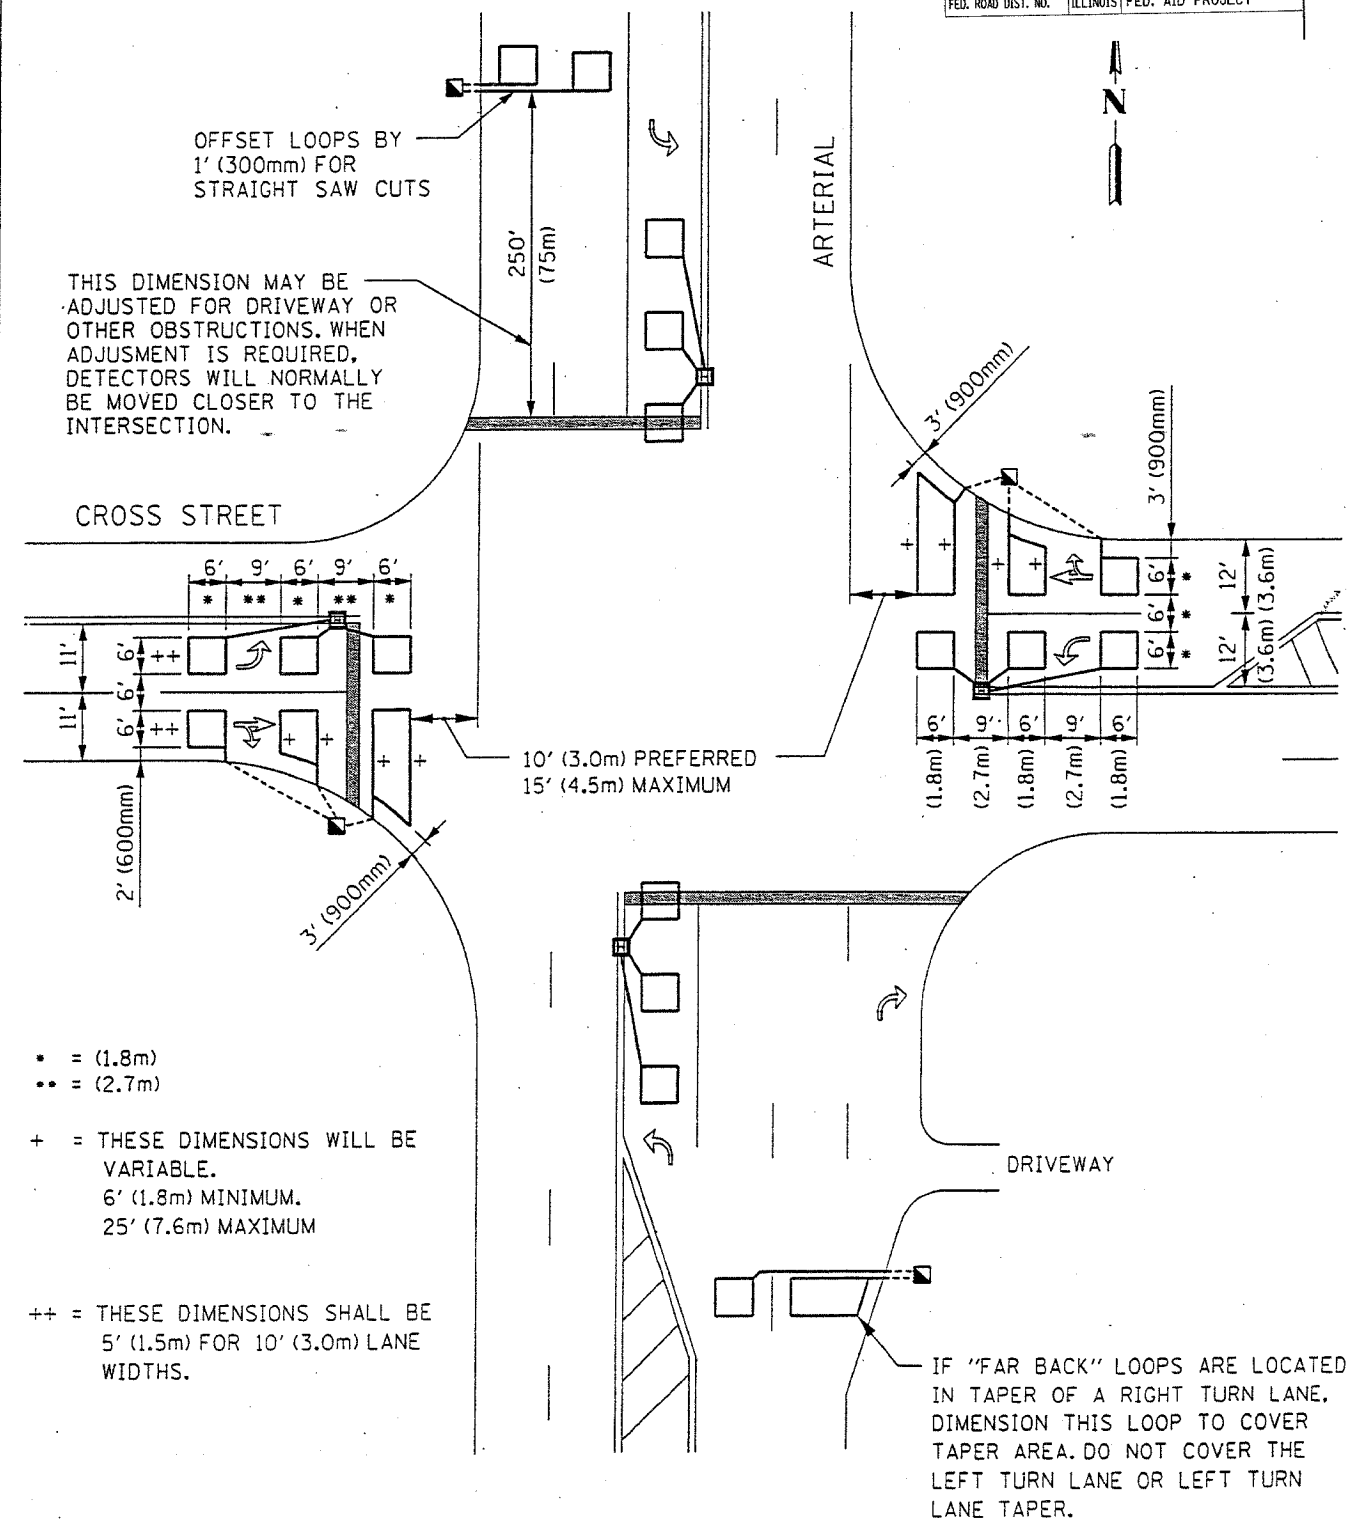 FED. ROAD DIST. NO. ILLINOIS FED. AID PROJECT
N
OFFSET LOOPS BY
1' (300mm) FOR
STRAIGHT SAW CUTS
ARTERIAL
250'
(75m)
THIS DIMENSION MAY BE
ADJUSTED FOR DRIVEWAY OR
OTHER OBSTRUCTIONS. WHEN
ADJUSMENT IS REQUIRED,
DETECTORS WILL NORMALLY
BE MOVED CLOSER TO THE
INTERSECTION.
3' (900mm)
3' (900mm)
CROSS STREET
6' 9' 6' 9' 6'
* ** * ** *
11'
11'
6' ++
6'
6' ++
+ +
+ +
H
2' (600mm)
3' (900mm)
10' (3.0m) PREFERRED
15' (4.5m) MAXIMUM
+ +
+ +
6' *
6' *
6' *
12'
(3.6m)
12'
(3.6m)
H
6' 9' 6' 9' 6'
(1.8m) (2.7m) (1.8m) (2.7m) (1.8m)
H
H
* = (1.8m)
** = (2.7m)
+ = THESE DIMENSIONS WILL BE
VARIABLE.
6' (1.8m) MINIMUM.
25' (7.6m) MAXIMUM
++ = THESE DIMENSIONS SHALL BE
5' (1.5m) FOR 10' (3.0m) LANE
WIDTHS.
DRIVEWAY
IF "FAR BACK" LOOPS ARE LOCATED
IN TAPER OF A RIGHT TURN LANE,
DIMENSION THIS LOOP TO COVER
TAPER AREA. DO NOT COVER THE
LEFT TURN LANE OR LEFT TURN
LANE TAPER.